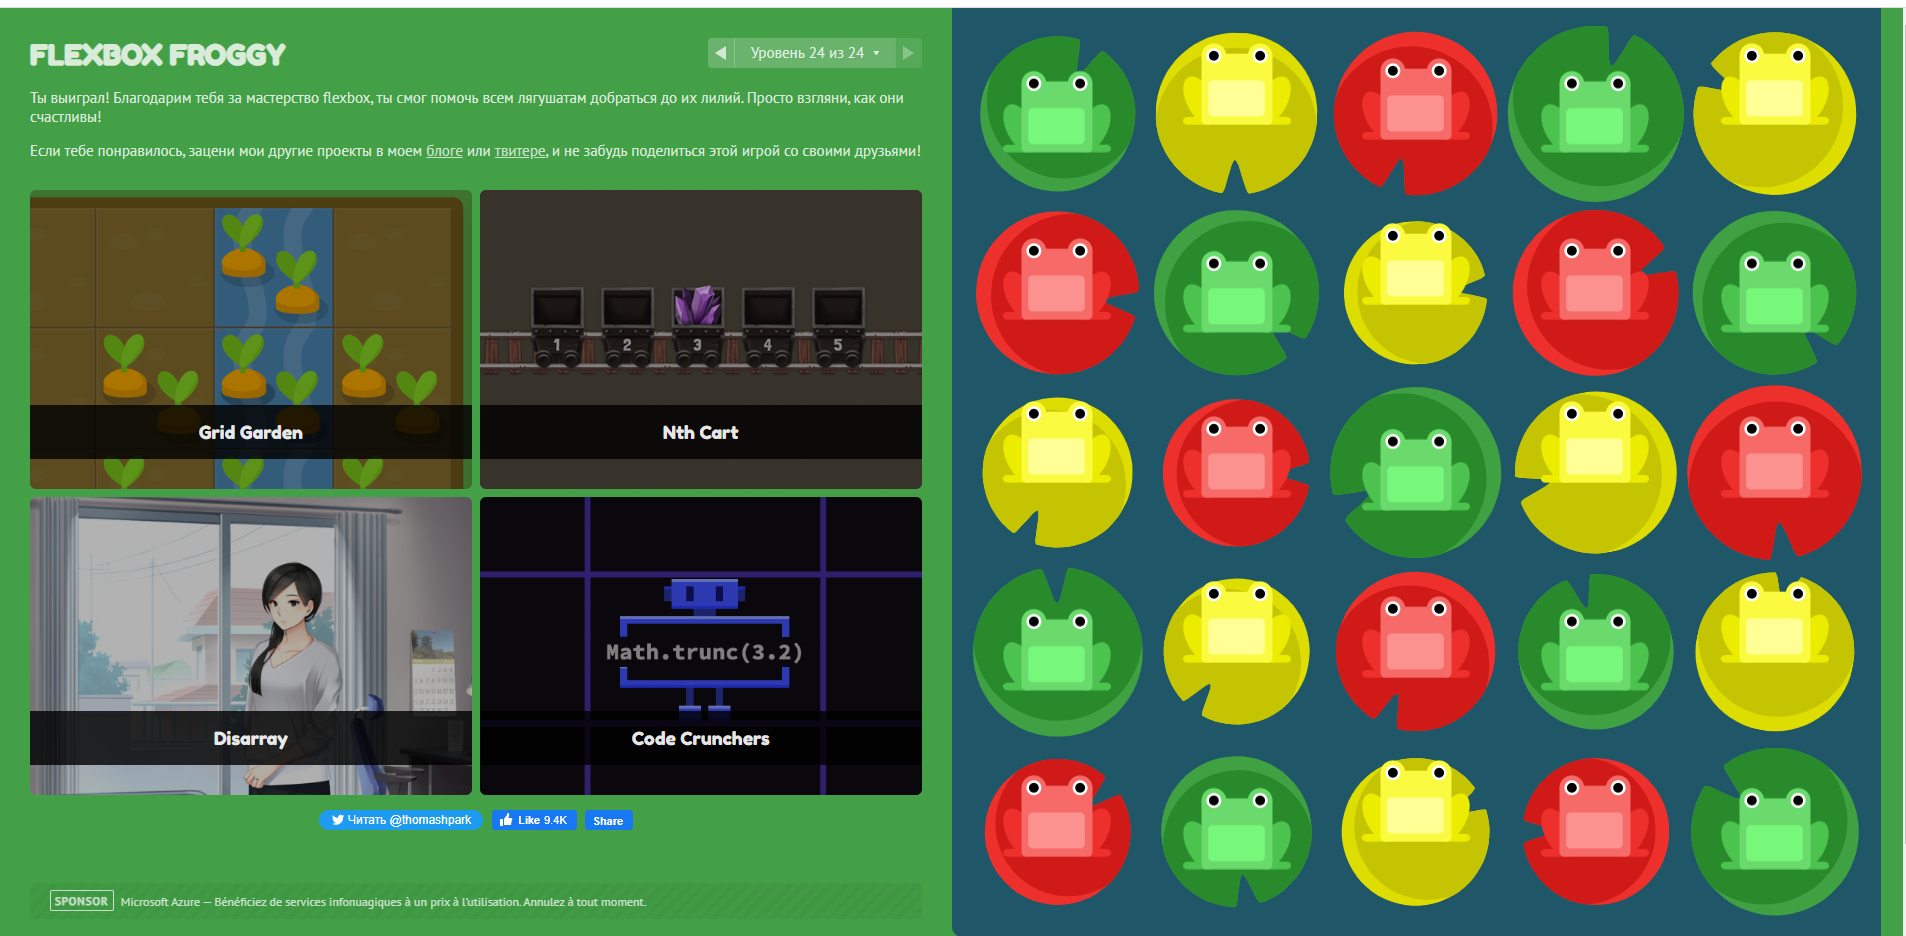 FLEXBOX FROGGY
Уровень 24 из 24
Ты выиграл! Благодарим тебя за мастерство flexbox, ты смог помочь всем лягушатам добраться до их лилий. Просто взгляни, как они
счастливы!
Если тебе понравилось, зацени мои другие проекты в моем блоге или твитере, и не забудь поделиться этой игрой со своими друзьями!
1 2 3 4 5
Grid Garden
Nth Cart
Math.trunc(3.2)
Disarray
Code Crunchers
Читать @thomashpark
Like 9.4K
Share
SPONSOR Microsoft Azure — Bénéficiez de services infonuagiques à un prix à l'utilisation. Annulez à tout moment.